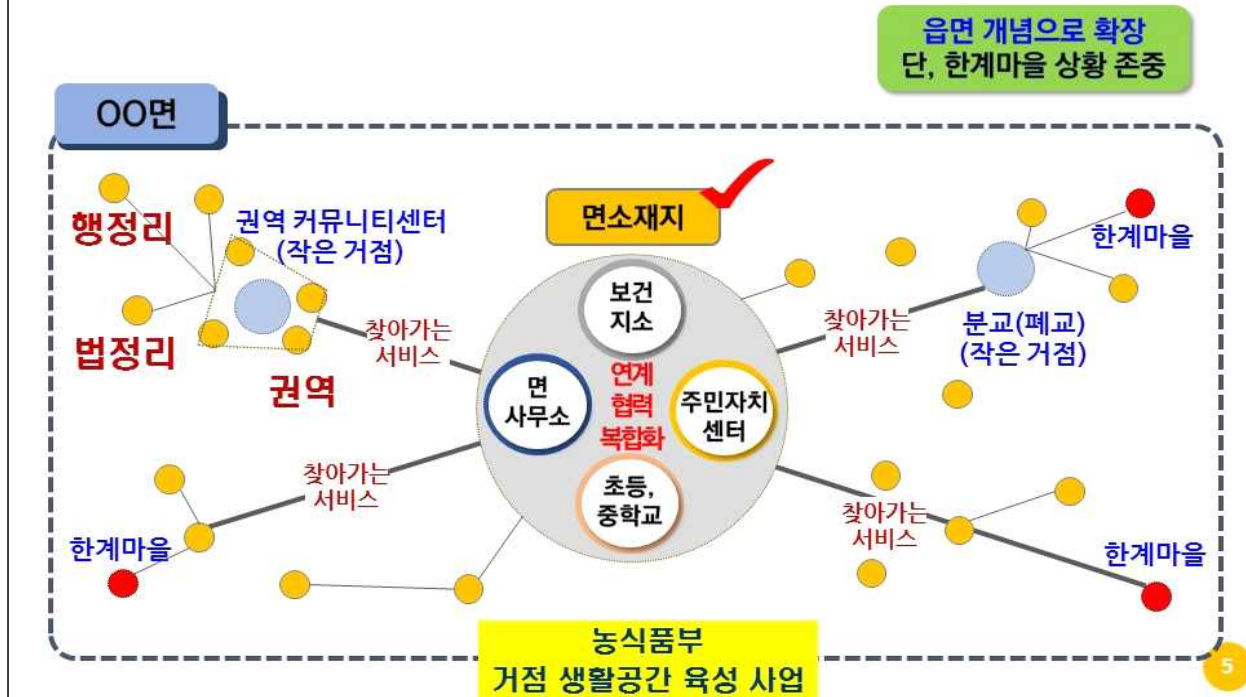 읍면 개념으로 확장
단, 한계마을 상황 존중
OO면
행정리
권역 커뮤니티센터
(작은 거점)
면소재지
한계마을
법정리
권역
찾아가는
서비스
보건
지소
면
사무소
연계
협력
복합화
주민자치
센터
초등,
중학교
찾아가는
서비스
분교(폐교)
(작은 거점)
찾아가는
서비스
한계마을
찾아가는
서비스
한계마을
농식품부
거점 생활공간 육성 사업
5